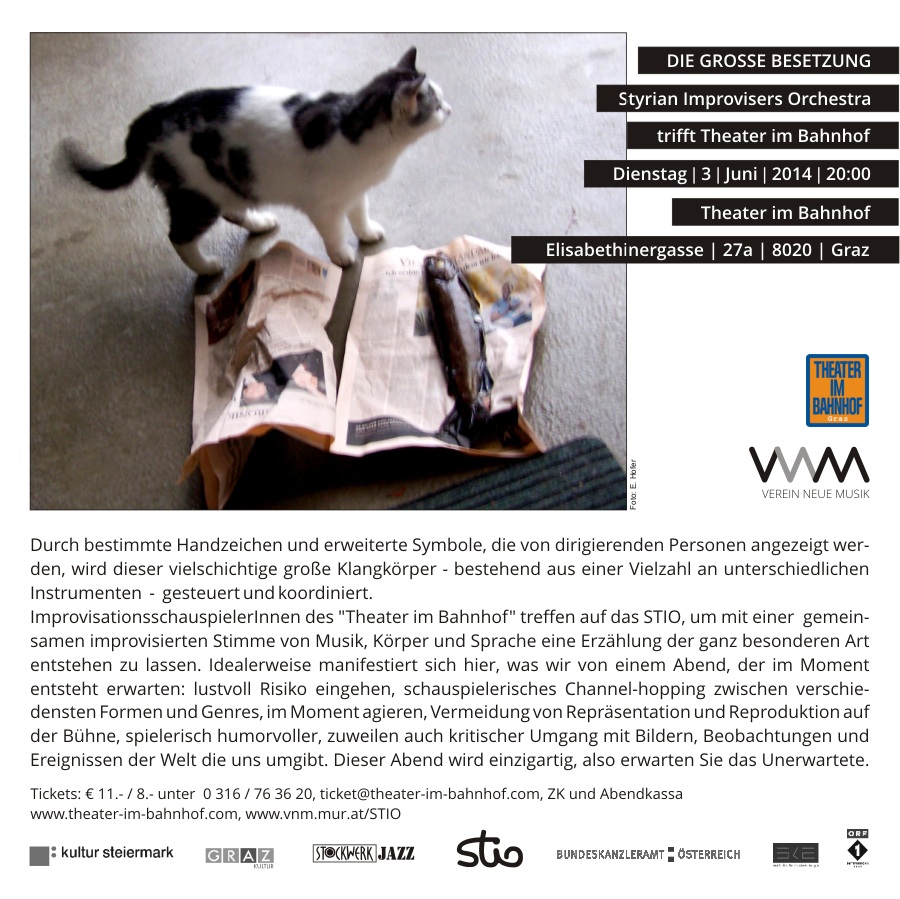 DIE GROSSE BESETZUNG
Styrian Improvisers Orchestra
trifft Theater im Bahnhof
Dienstag | 3 | Juni | 2014 | 20:00
Theater im Bahnhof
Elisabethinergasse | 27a | 8020 | Graz
THEATER
IM
BAHNHOF
Graz
VNM
VEREIN NEUE MUSIK
Foto: E. Hofer
Durch bestimmte Handzeichen und erweiterte Symbole, die von dirigierenden Personen angezeigt wer-
den, wird dieser vielschichtige große Klangkörper - bestehend aus einer Vielzahl an unterschiedlichen
Instrumenten - gesteuert und koordiniert.
ImprovisationsschauspielerInnen des "Theater im Bahnhof" treffen auf das STIO, um mit einer gemein-
samen improvisierten Stimme von Musik, Körper und Sprache eine Erzählung der ganz besonderen Art
entstehen zu lassen. Idealerweise manifestiert sich hier, was wir von einem Abend, der im Moment
entsteht erwarten: lustvoll Risiko eingehen, schauspielerisches Channel-hopping zwischen verschie-
densten Formen und Genres, im Moment agieren, Vermeidung von Repräsentation und Reproduktion auf
der Bühne, spielerisch humorvoller, zuweilen auch kritischer Umgang mit Bildern, Beobachtungen und
Ereignissen der Welt die uns umgibt. Dieser Abend wird einzigartig, also erwarten Sie das Unerwartete.
Tickets: € 11.- / 8.- unter 0 316 / 76 36 20, ticket@theater-im-bahnhof.com, ZK und Abendkassa
www.theater-im-bahnhof.com, www.vnm.mur.at/STIO
kultur steiermark
GRAZ
KULTUR
STOCKWERK JAZZ
stio
BUNDESKANZLERAMT ÖSTERREICH
SKE
ORF
1